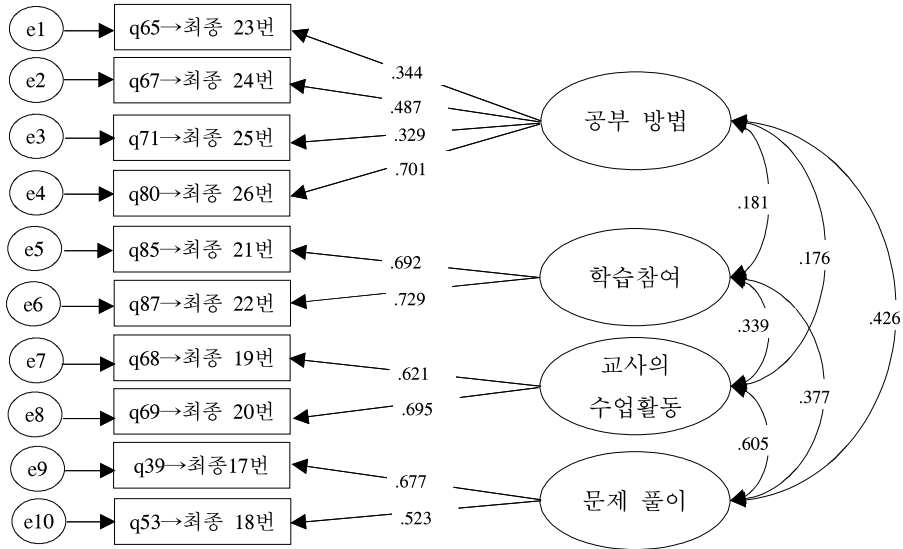 e1
q65→최종 23번
e2
q67→최종 24번
e3
q71→최종 25번
e4
q80→최종 26번
e5
q85→최종 21번
e6
q87→최종 22번
e7
q68→최종 19번
e8
q69→최종 20번
e9
q39→최종17번
e10
q53→최종 18번
.344
.487
.329
.701
.692
.729
.621
.695
.677
.523
공부 방법
학습참여
교사의
수업활동
문제 풀이
.181
.176
.426
.339
.377
.605